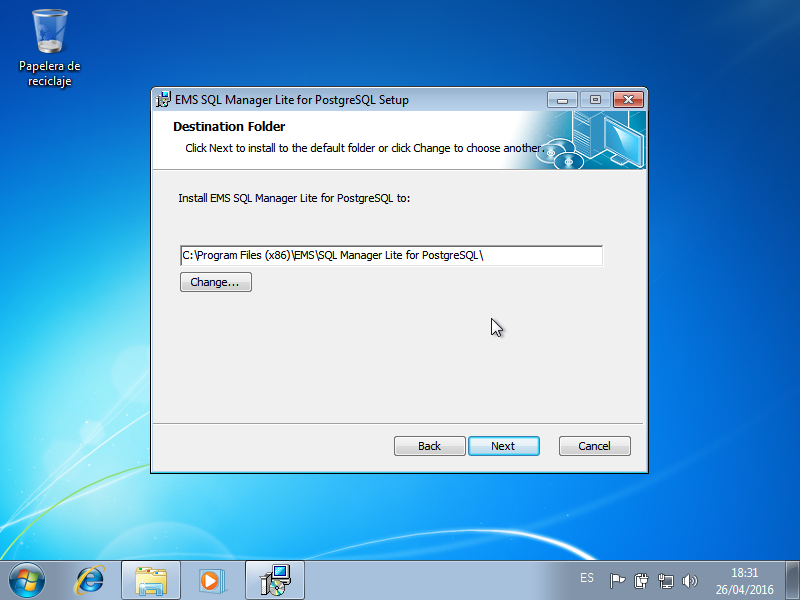 Papelera de
reciclaje
EMS SQL Manager Lite for PostgreSQL Setup
Destination Folder
Click Next to install to the default folder or click Change to choose another.
Install EMS SQL Manager Lite for PostgreSQL to:
C:\Program Files (x86)\EMS\SQL Manager Lite for PostgreSQL\
Change...
Back
Next
Cancel
ES
18:31
26/04/2016